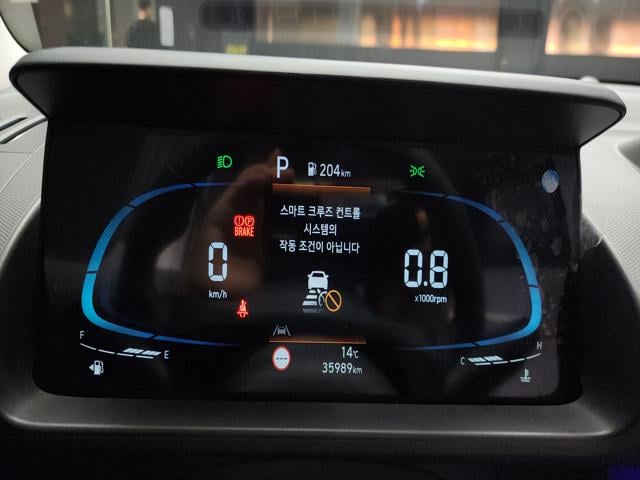 P 204km
스마트 크루즈 컨트롤
시스템의
작동 조건이 아닙니다
P
BRAKE
0
km/h
0.8
x1000rpm
F
E
C
H
14℃
35989km